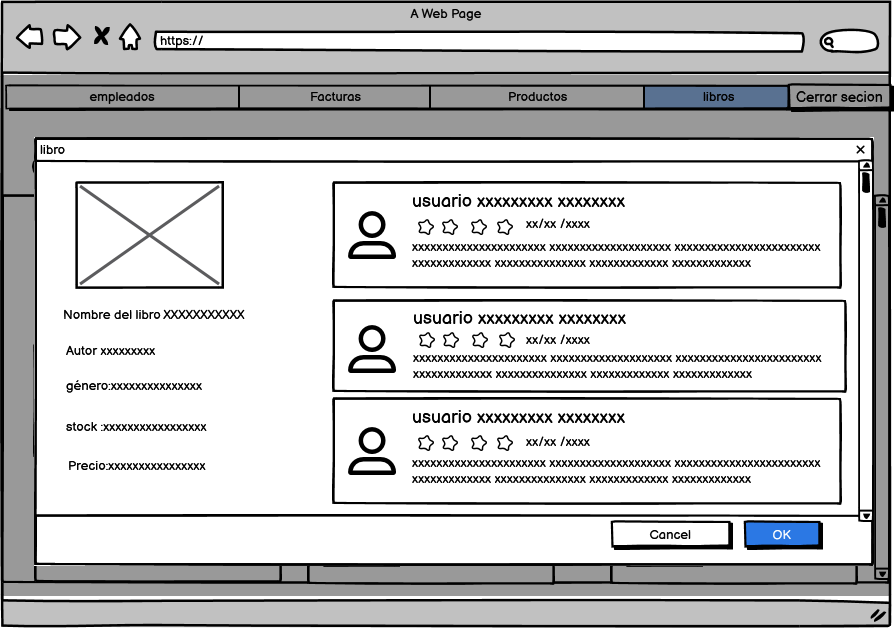 A Web Page
https://
empleados Facturas Productos libros Cerrar secion
libro
Nombre del libro XXXXXXXXXXX
Autor xxxxxxxxx
género:xxxxxxxxxxxxxxx
stock :xxxxxxxxxxxxxxxxx
Precio:xxxxxxxxxxxxxxxx
usuario xxxxxxxxx xxxxxxxx
xx/xx /xxxx
xxxxxxxxxxxxxxxxxxxxxx xxxxxxxxxxxxxxxxxxxx xxxxxxxxxxxxxxxxxxxxxxxx
xxxxxxxxxxxxx xxxxxxxxxxxxxxx xxxxxxxxxxxxx xxxxxxxxxxxxx
usuario xxxxxxxxx xxxxxxxx
xx/xx /xxxx
xxxxxxxxxxxxxxxxxxxxxx xxxxxxxxxxxxxxxxxxxx xxxxxxxxxxxxxxxxxxxxxxxx
xxxxxxxxxxxxx xxxxxxxxxxxxxxx xxxxxxxxxxxxx xxxxxxxxxxxxx
usuario xxxxxxxxx xxxxxxxx
xx/xx /xxxx
xxxxxxxxxxxxxxxxxxxxxx xxxxxxxxxxxxxxxxxxxx xxxxxxxxxxxxxxxxxxxxxxxx
xxxxxxxxxxxxx xxxxxxxxxxxxxxx xxxxxxxxxxxxx xxxxxxxxxxxxx
Cancel OK